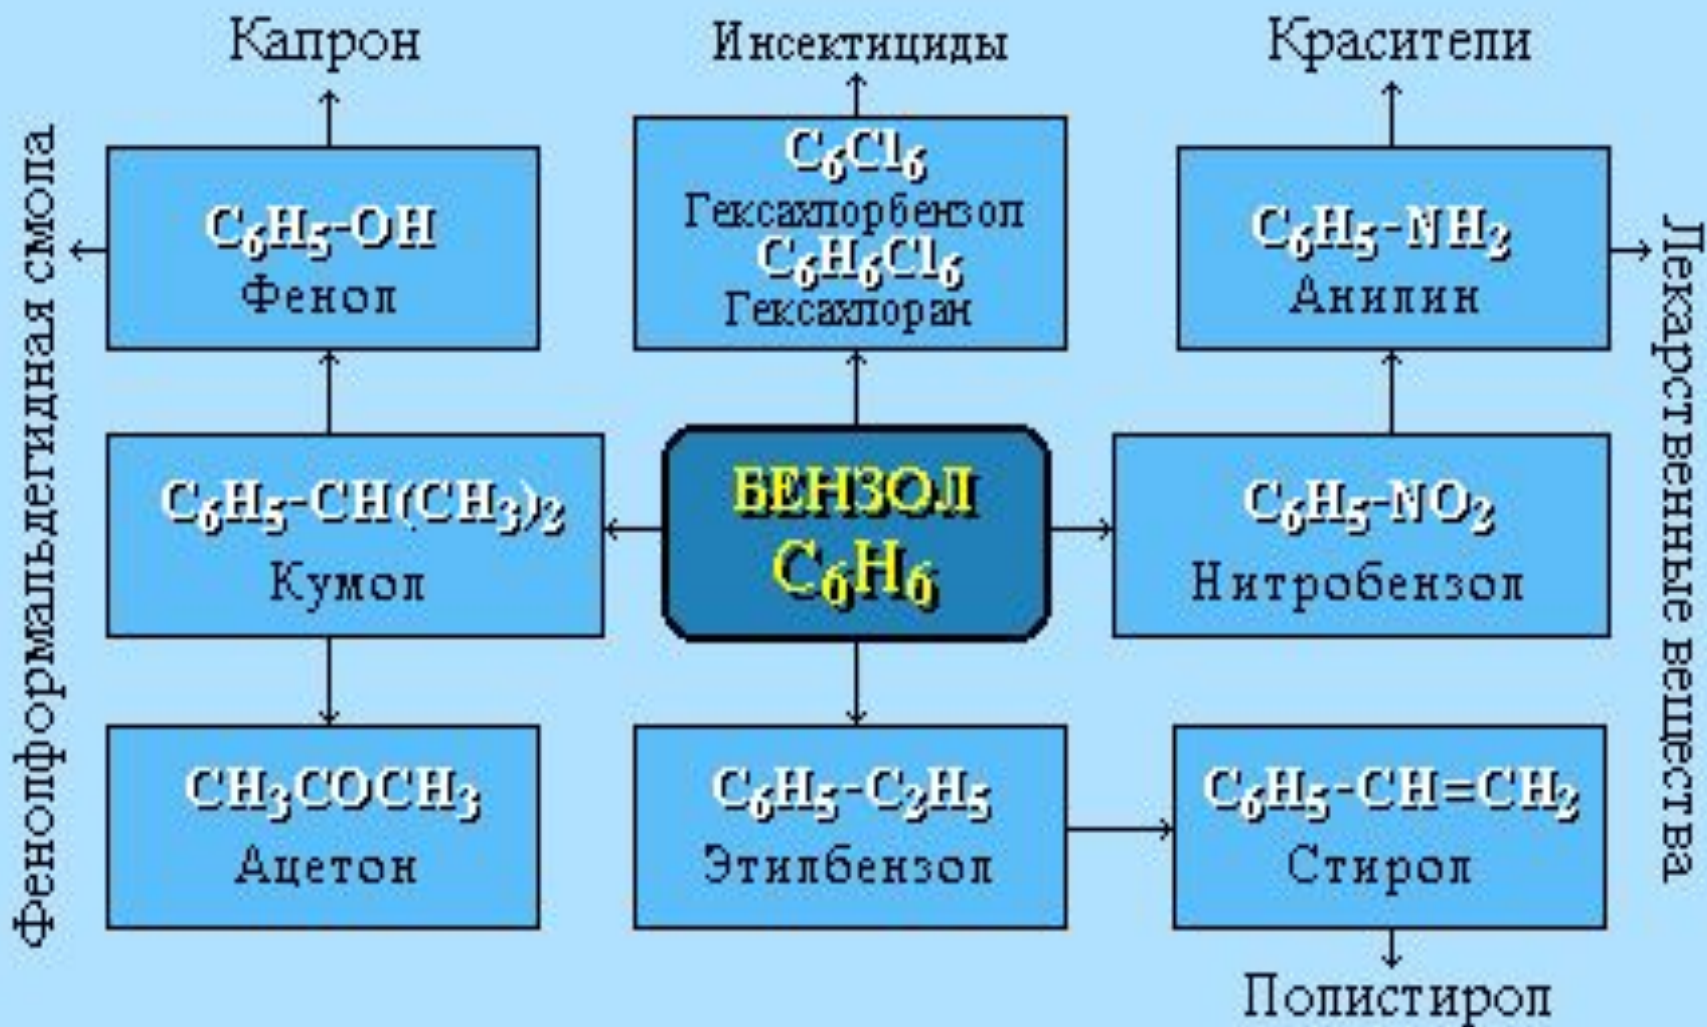 Капрон
Инсектициды
Красители
Фенолформальдегидная смола
C₆H₅-OH
Фенол
C₆Cl₆
Гексахлорбензол
C₆H₆Cl₆
Гексахлоран
C₆H₅-NH₂
Анилин
Лекарственные вещества
C₆H₅-CH(CH₃)₂
Кумол
БЕНЗОЛ
C₆H₆
C₆H₅-NO₂
Нитробензол
CH₃COCH₃
Ацетон
C₆H₅-C₂H₅
Этилбензол
C₆H₅-CH=CH₂
Стирол
Полистирол